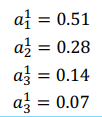 a₁¹ = 0.51
a₂¹ = 0.28
a₃¹ = 0.14
a₃¹ = 0.07